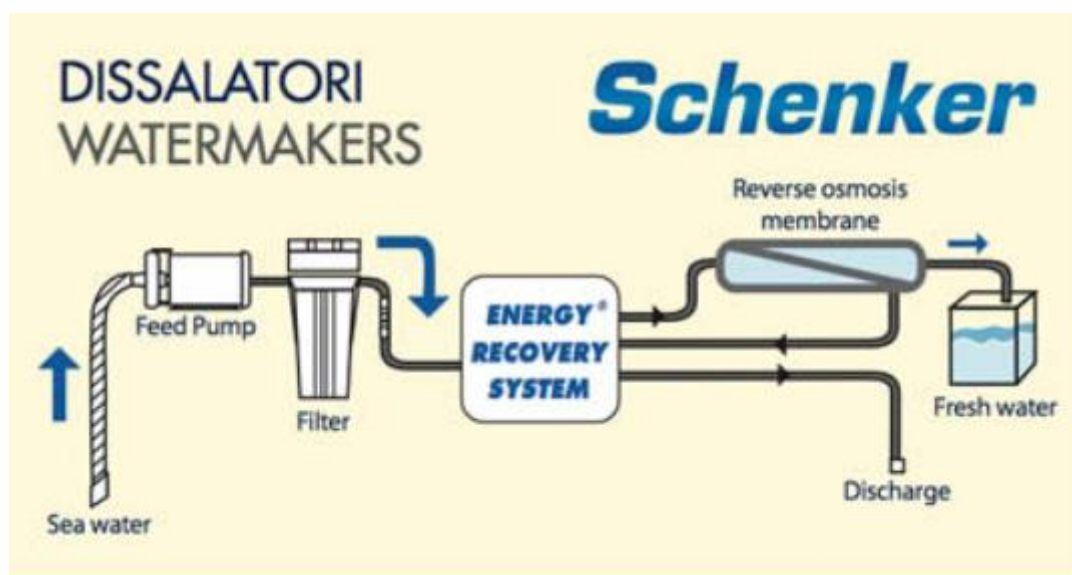 DISSALATORI
WATERMAKERS
Schenker
Reverse osmosis
membrane
Feed Pump
ENERGY®
RECOVERY
SYSTEM
Filter
Fresh water
Discharge
Sea water